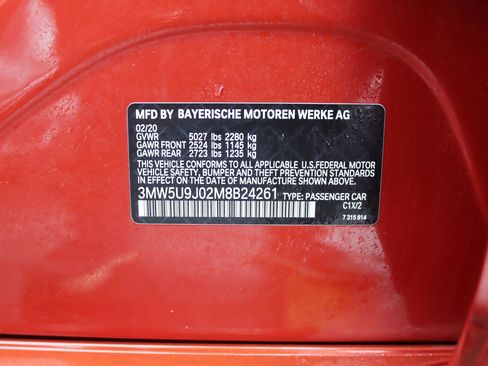 MFD BY BAYERISCHE MOTOREN WERKE AG
02/20
GVWR 5027 lbs 2280 kg
GAWR FRONT 2524 lbs 1145 kg
GAWR REAR 2723 lbs 1235 kg
THIS VEHICLE CONFORMS TO ALL APPLICABLE U.S.FEDERAL MOTOR
VEHICLE SAFETY, BUMPER AND THEFT PREVENTION STANDARDS
IN EFFECT ON THE DATE OF MANUFACTURE SHOWN ABOVE.
3MW5U9J02M8B24261 TYPE: PASSENGER CAR
C1X/2
7 315 814